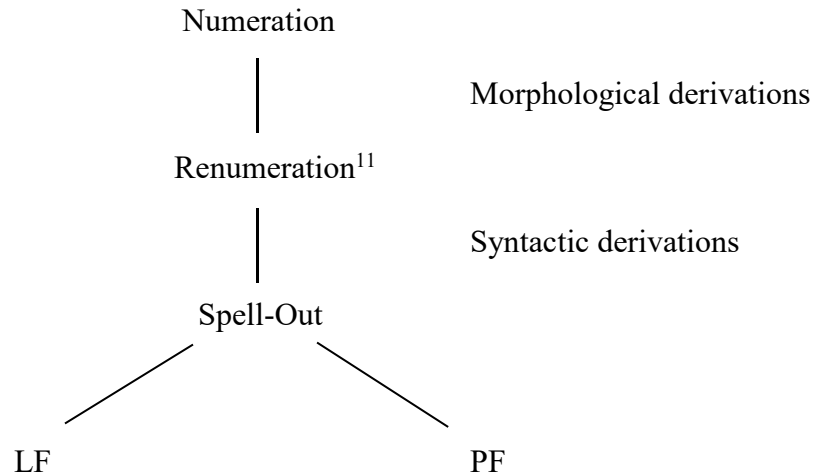 Numeration
Morphological derivations
Renumeration¹¹
Syntactic derivations
Spell-Out
LF PF